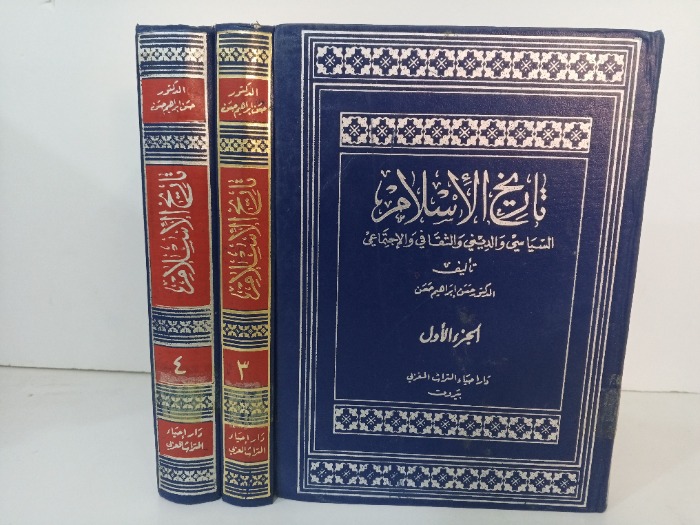 تاريخ الإسلام
السياسي والديني والثقافي والإجتماعي
تأليف
الدكتور حسن إبراهيم حسن
الجزء الأول
دار احياء التراث العربي
بيروت
الدكتور
حسن إبراهيم حسن
تاريخ الإسلام
٣
دار إحياء
التراث العربي
الدكتور
حسن إبراهيم حسن
تاريخ الإسلام
٤
دار إحياء
التراث العربي